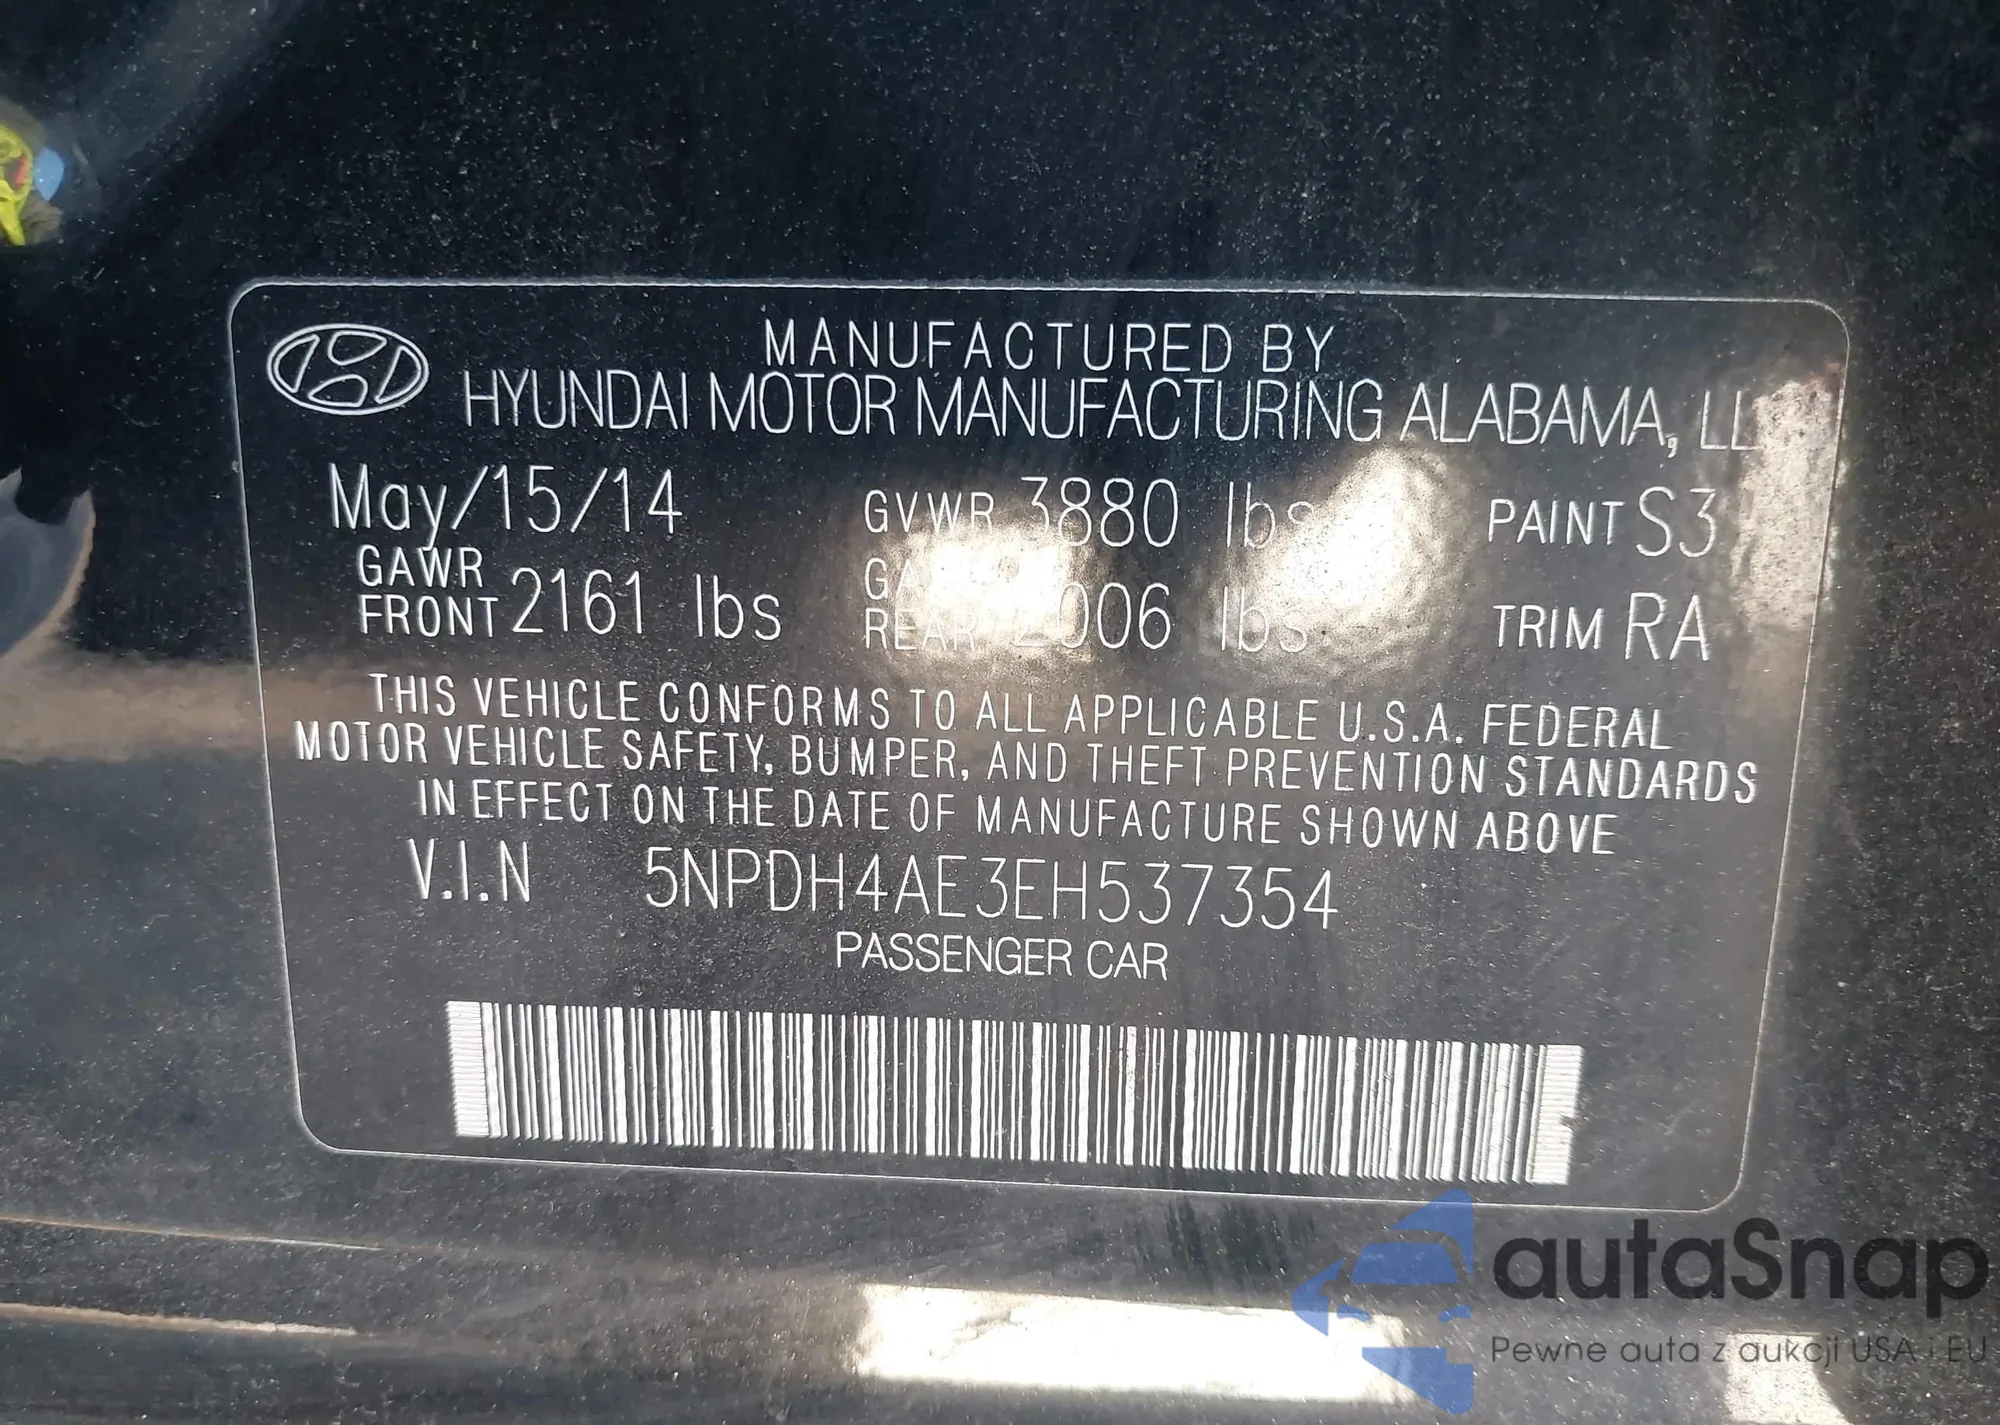 MANUFACTURED BY
HYUNDAI MOTOR MANUFACTURING ALABAMA, LL
May/15/14 GVWR 3880 lbs PAINT S3
GAWR FRONT 2161 lbs REAR 2006 lbs TRIM RA
THIS VEHICLE CONFORMS TO ALL APPLICABLE U.S.A. FEDERAL
MOTOR VEHICLE SAFETY, BUMPER, AND THEFT PREVENTION STANDARDS
IN EFFECT ON THE DATE OF MANUFACTURE SHOWN ABOVE
V.I.N 5NPDH4AE3EH537354
PASSENGER CAR
autaSnap
Pewne auta z aukcji USA i EU